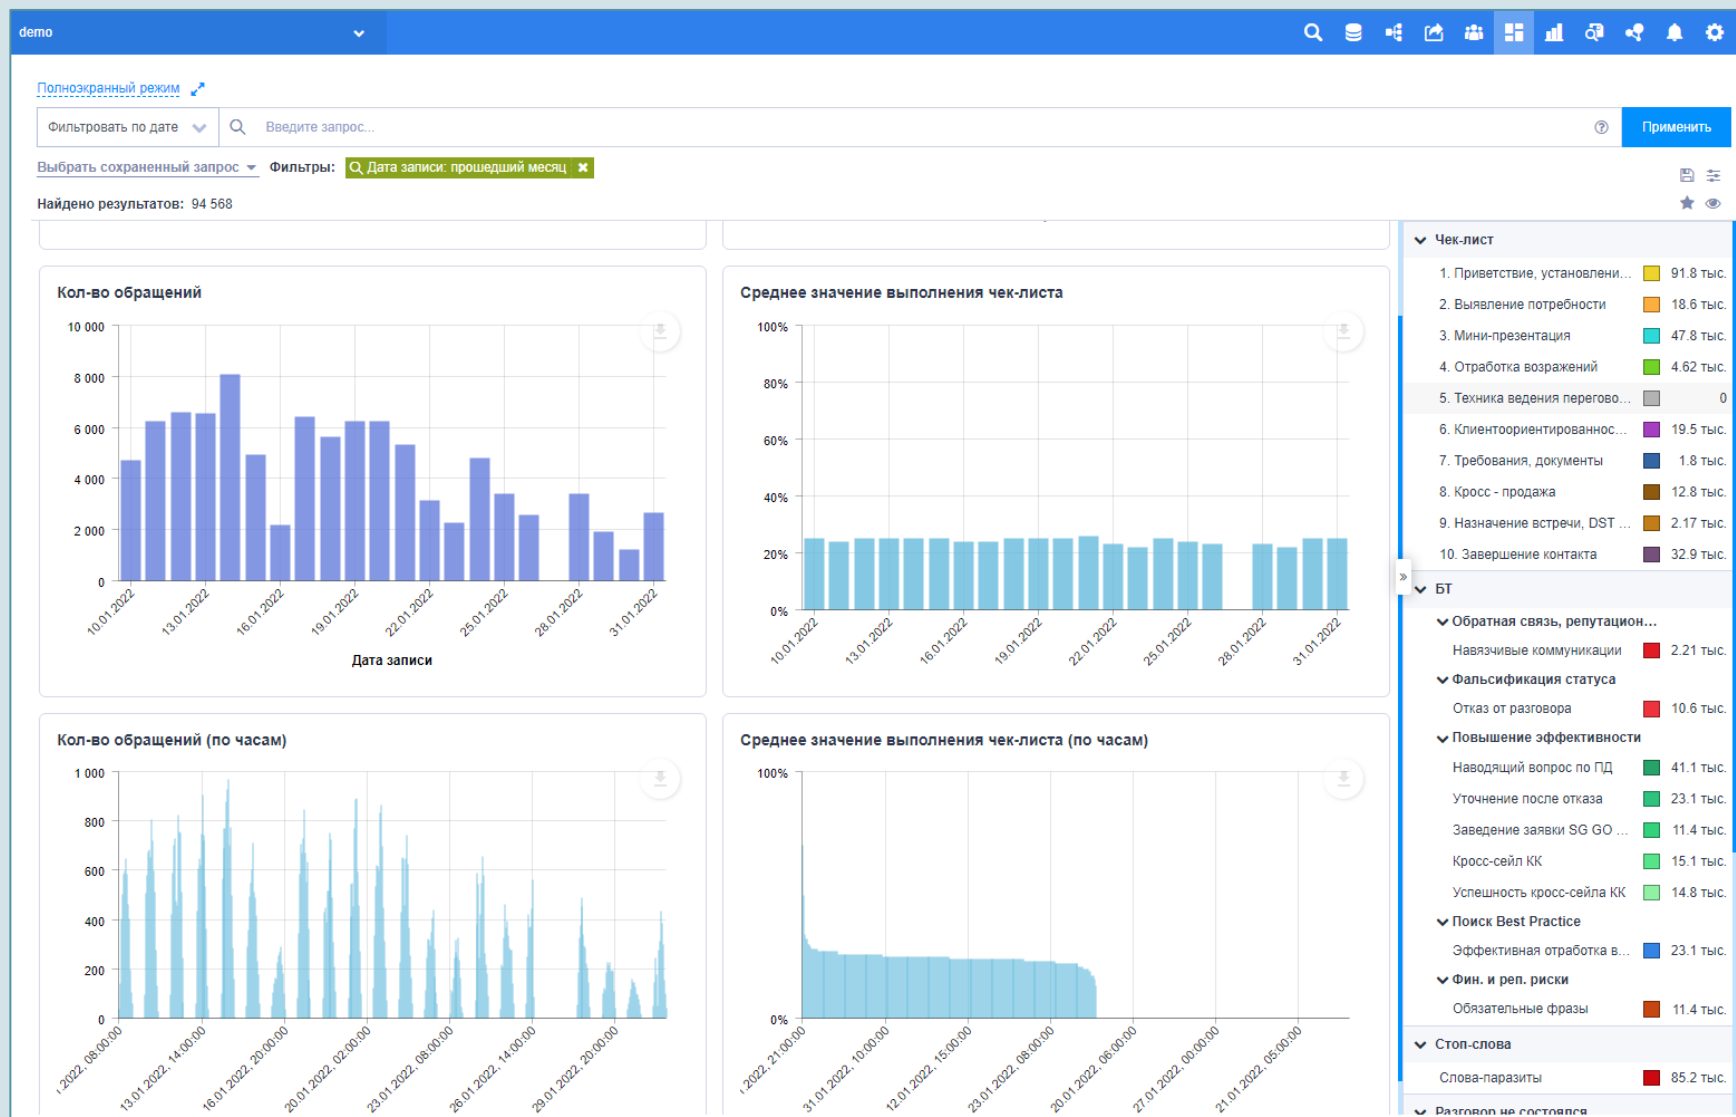 demo
Полноэкранный режим
Фильтровать по дате
Введите запрос...
Применить
Выбрать сохраненный запрос
Фильтры:
Дата записи: прошедший месяц
Найдено результатов: 94 568
Кол-во обращений
10 000
8 000
6 000
4 000
2 000
0
10.01.2022
13.01.2022
16.01.2022
19.01.2022
22.01.2022
25.01.2022
28.01.2022
31.01.2022
Дата записи
Среднее значение выполнения чек-листа
100%
80%
60%
40%
20%
0%
10.01.2022
13.01.2022
16.01.2022
19.01.2022
22.01.2022
25.01.2022
28.01.2022
31.01.2022
Кол-во обращений (по часам)
1 000
800
600
400
200
0
.2022, 08:00:00
13.01.2022, 14:00:00
16.01.2022, 20:00:00
20.01.2022, 02:00:00
23.01.2022, 08:00:00
26.01.2022, 14:00:00
29.01.2022, 20:00:00
Среднее значение выполнения чек-листа (по часам)
100%
0%
.2022, 21:00:00
31.01.2022, 10:00:00
12.01.2022, 15:00:00
23.01.2022, 08:00:00
20.01.2022, 06:00:00
27.01.2022, 00:00:00
21.01.2022, 05:00:00
Чек-лист
1. Приветствие, установлени... 91.8 тыс.
2. Выявление потребности 18.6 тыс.
3. Мини-презентация 47.8 тыс.
4. Отработка возражений 4.62 тыс.
5. Техника ведения перегово... 0
6. Клиентоориентированнос... 19.5 тыс.
7. Требования, документы 1.8 тыс.
8. Кросс - продажа 12.8 тыс.
9. Назначение встречи, DST ... 2.17 тыс.
10. Завершение контакта 32.9 тыс.
БТ
Обратная связь, репутацион...
Навязчивые коммуникации 2.21 тыс.
Фальсификация статуса
Отказ от разговора 10.6 тыс.
Повышение эффективности
Наводящий вопрос по ПД 41.1 тыс.
Уточнение после отказа 23.1 тыс.
Заведение заявки SG GO ... 11.4 тыс.
Кросс-сейл КК 15.1 тыс.
Успешность кросс-сейла КК 14.8 тыс.
Поиск Best Practice
Эффективная отработка в... 23.1 тыс.
Фин. и реп. риски
Обязательные фразы 11.4 тыс.
Стоп-слова
Слова-паразиты 85.2 тыс.
Разговор не состоялся